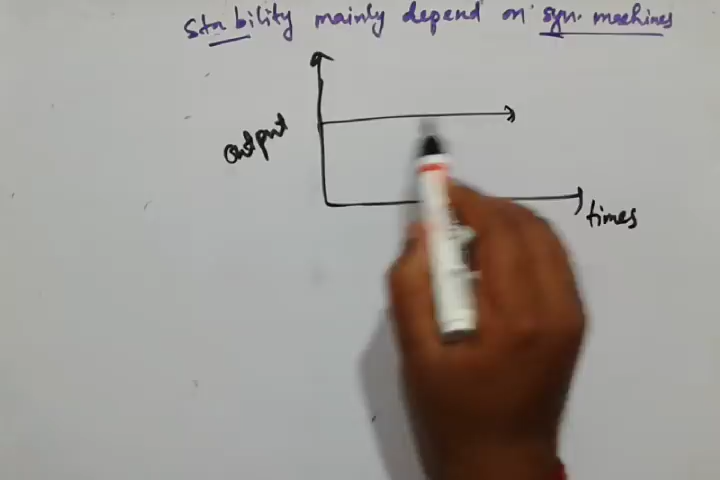 Stability mainly depend on syn. machines
output
times